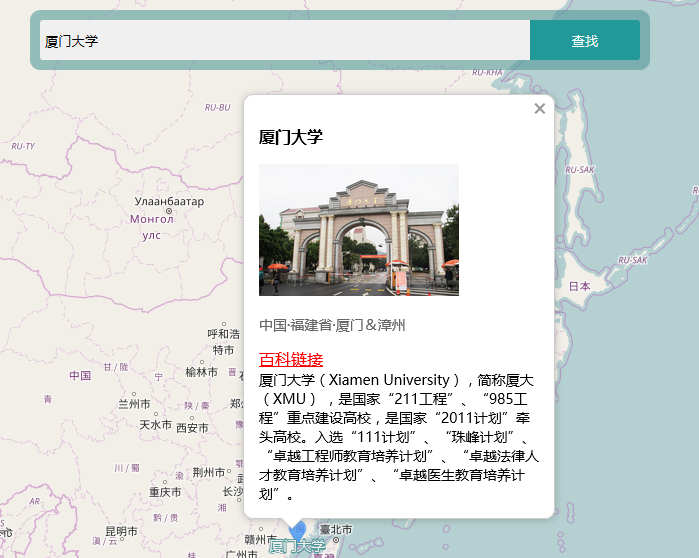 厦门大学
查找
RU-KHA
RU-BU
RU-TY
RU-SAK
Улаанбаатар
Монгол
улс
RU-SAK
日本
厦门大学
中国·福建省·厦门＆漳州
百科链接
厦门大学（Xiamen University），简称厦大
（XMU），是国家“211工程”、“985工
程”重点建设高校，是国家“2011计划”牵
头高校。入选“111计划”、“珠峰计划”、
“卓越工程师教育培养计划”、“卓越法律人
才教育培养计划”、“卓越医生教育培养计
划”。
呼和浩
特市
甘 / 陇
宁
榆林市
晋
中国
青
兰州市
陕 / 秦
郑
天水市
西安市
川 / 蜀
渝
荆州市
鄂
重庆市
长沙
AR
湘
黔 / 贵
昆明市
滇 / 云
赣州市
臺北市
厦门大学
广州市